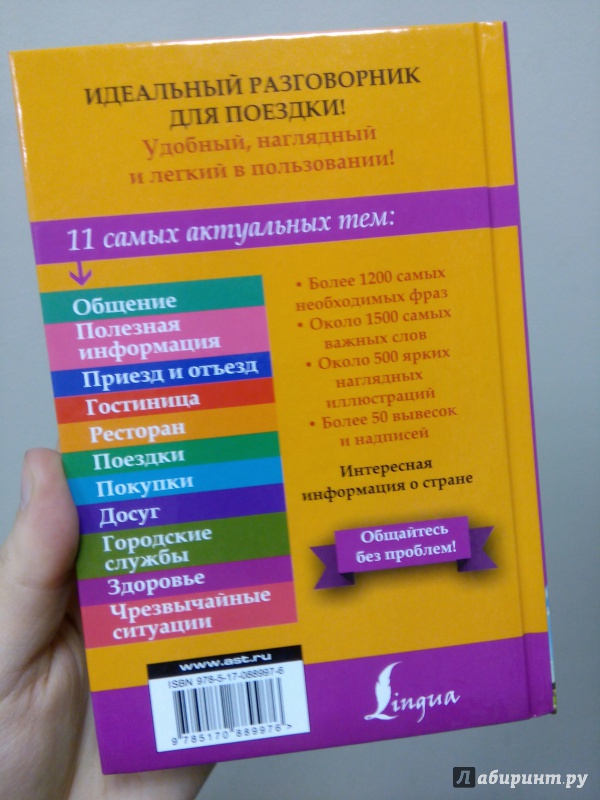 ИДЕАЛЬНЫЙ РАЗГОВОРНИК
ДЛЯ ПОЕЗДКИ!
Удобный, наглядный
и легкий в пользовании!
11 самых актуальных тем:
Общение
Полезная
информация
Приезд и отъезд
Гостиница
Ресторан
Поездки
Покупки
Досуг
Городские
службы
Здоровье
Чрезвычайные
ситуации
• Более 1200 самых
необходимых фраз
• Около 1500 самых
важных слов
• Около 500 ярких
наглядных
иллюстраций
• Более 50 вывесок
и надписей
Интересная
информация о стране
Общайтесь
без проблем!
www.ast.ru
ISBN 978-5-17-088997-6
9 785170 889976 >
Lingua
Лабиринт.ру